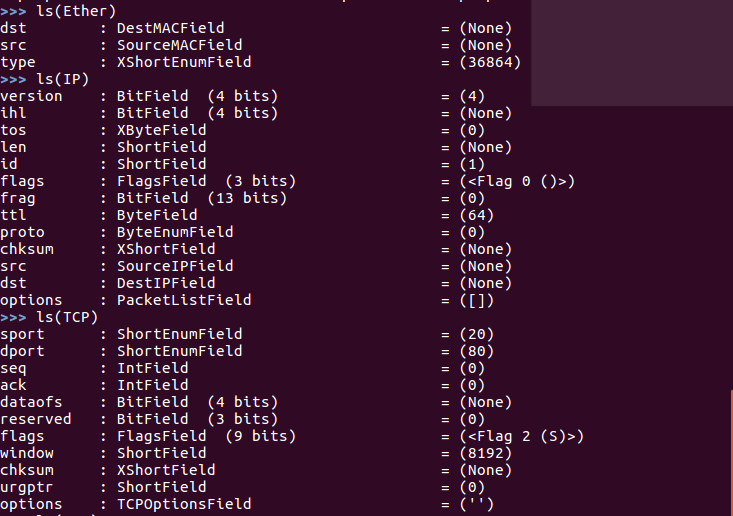 >>> ls(Ether)
dst        : DestMACField                        = (None)
src        : SourceMACField                      = (None)
type       : XShortEnumField                     = (36864)
>>> ls(IP)
version    : BitField  (4 bits)                  = (4)
ihl        : BitField  (4 bits)                  = (None)
tos        : XByteField                          = (0)
len        : ShortField                          = (None)
id         : ShortField                          = (1)
flags      : FlagsField  (3 bits)                = (<Flag 0 ()>)
frag       : BitField  (13 bits)                 = (0)
ttl        : ByteField                           = (64)
proto      : ByteEnumField                       = (0)
chksum     : XShortField                         = (None)
src        : SourceIPField                       = (None)
dst        : DestIPField                         = (None)
options    : PacketListField                     = ([])
>>> ls(TCP)
sport      : ShortEnumField                      = (20)
dport      : ShortEnumField                      = (80)
seq        : IntField                            = (0)
ack        : IntField                            = (0)
dataofs    : BitField  (4 bits)                  = (None)
reserved   : BitField  (3 bits)                  = (0)
flags      : FlagsField  (9 bits)                = (<Flag 2 (S)>)
window     : ShortField                          = (8192)
chksum     : XShortField                         = (None)
urgptr     : ShortField                          = (0)
options    : TCPOptionsField                     = ('')